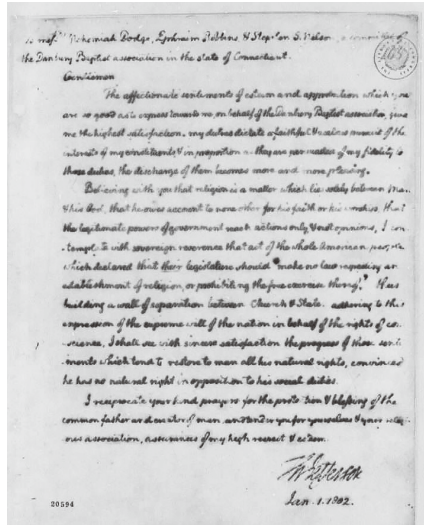 To mess.rs Nehemiah Dodge, Ephraim Robbins & Stephen S. Nelson, a committee of
the Danbury Baptist association in the state of Connecticut.
Gentlemen
The affectionate sentiments of esteem and approbation which you
are so good as to express towards me, on behalf of the Danbury Baptist association, give
me the highest satisfaction. my duties dictate a faithful & zealous pursuit of the
interests of my constituents, & in proportion as they are persuaded of my fidelity to
those duties, the discharge of them becomes more and more pleasing.
Believing with you that religion is a matter which lies solely between Man
& his God, that he owes account to none other for his faith or his worship, that
the legitimate powers of government reach actions only, & not opinions, I con-
template with sovereign reverence that act of the whole American people
which declared that their legislature should "make no law respecting an
establishment of religion, or prohibiting the free exercise thereof," thus
building a wall of separation between Church & State. adhering to this
expression of the supreme will of the nation in behalf of the rights of con-
science, I shall see with sincere satisfaction the progress of those senti-
ments which tend to restore to man all his natural rights, convinced
he has no natural right in opposition to his social duties.
I reciprocate your kind prayers for the protection & blessing of the
common father and creator of man, and tender you for yourselves & your religi-
ous association, assurances of my high respect & esteem.
Th Jefferson
Jan. 1. 1802.
20594